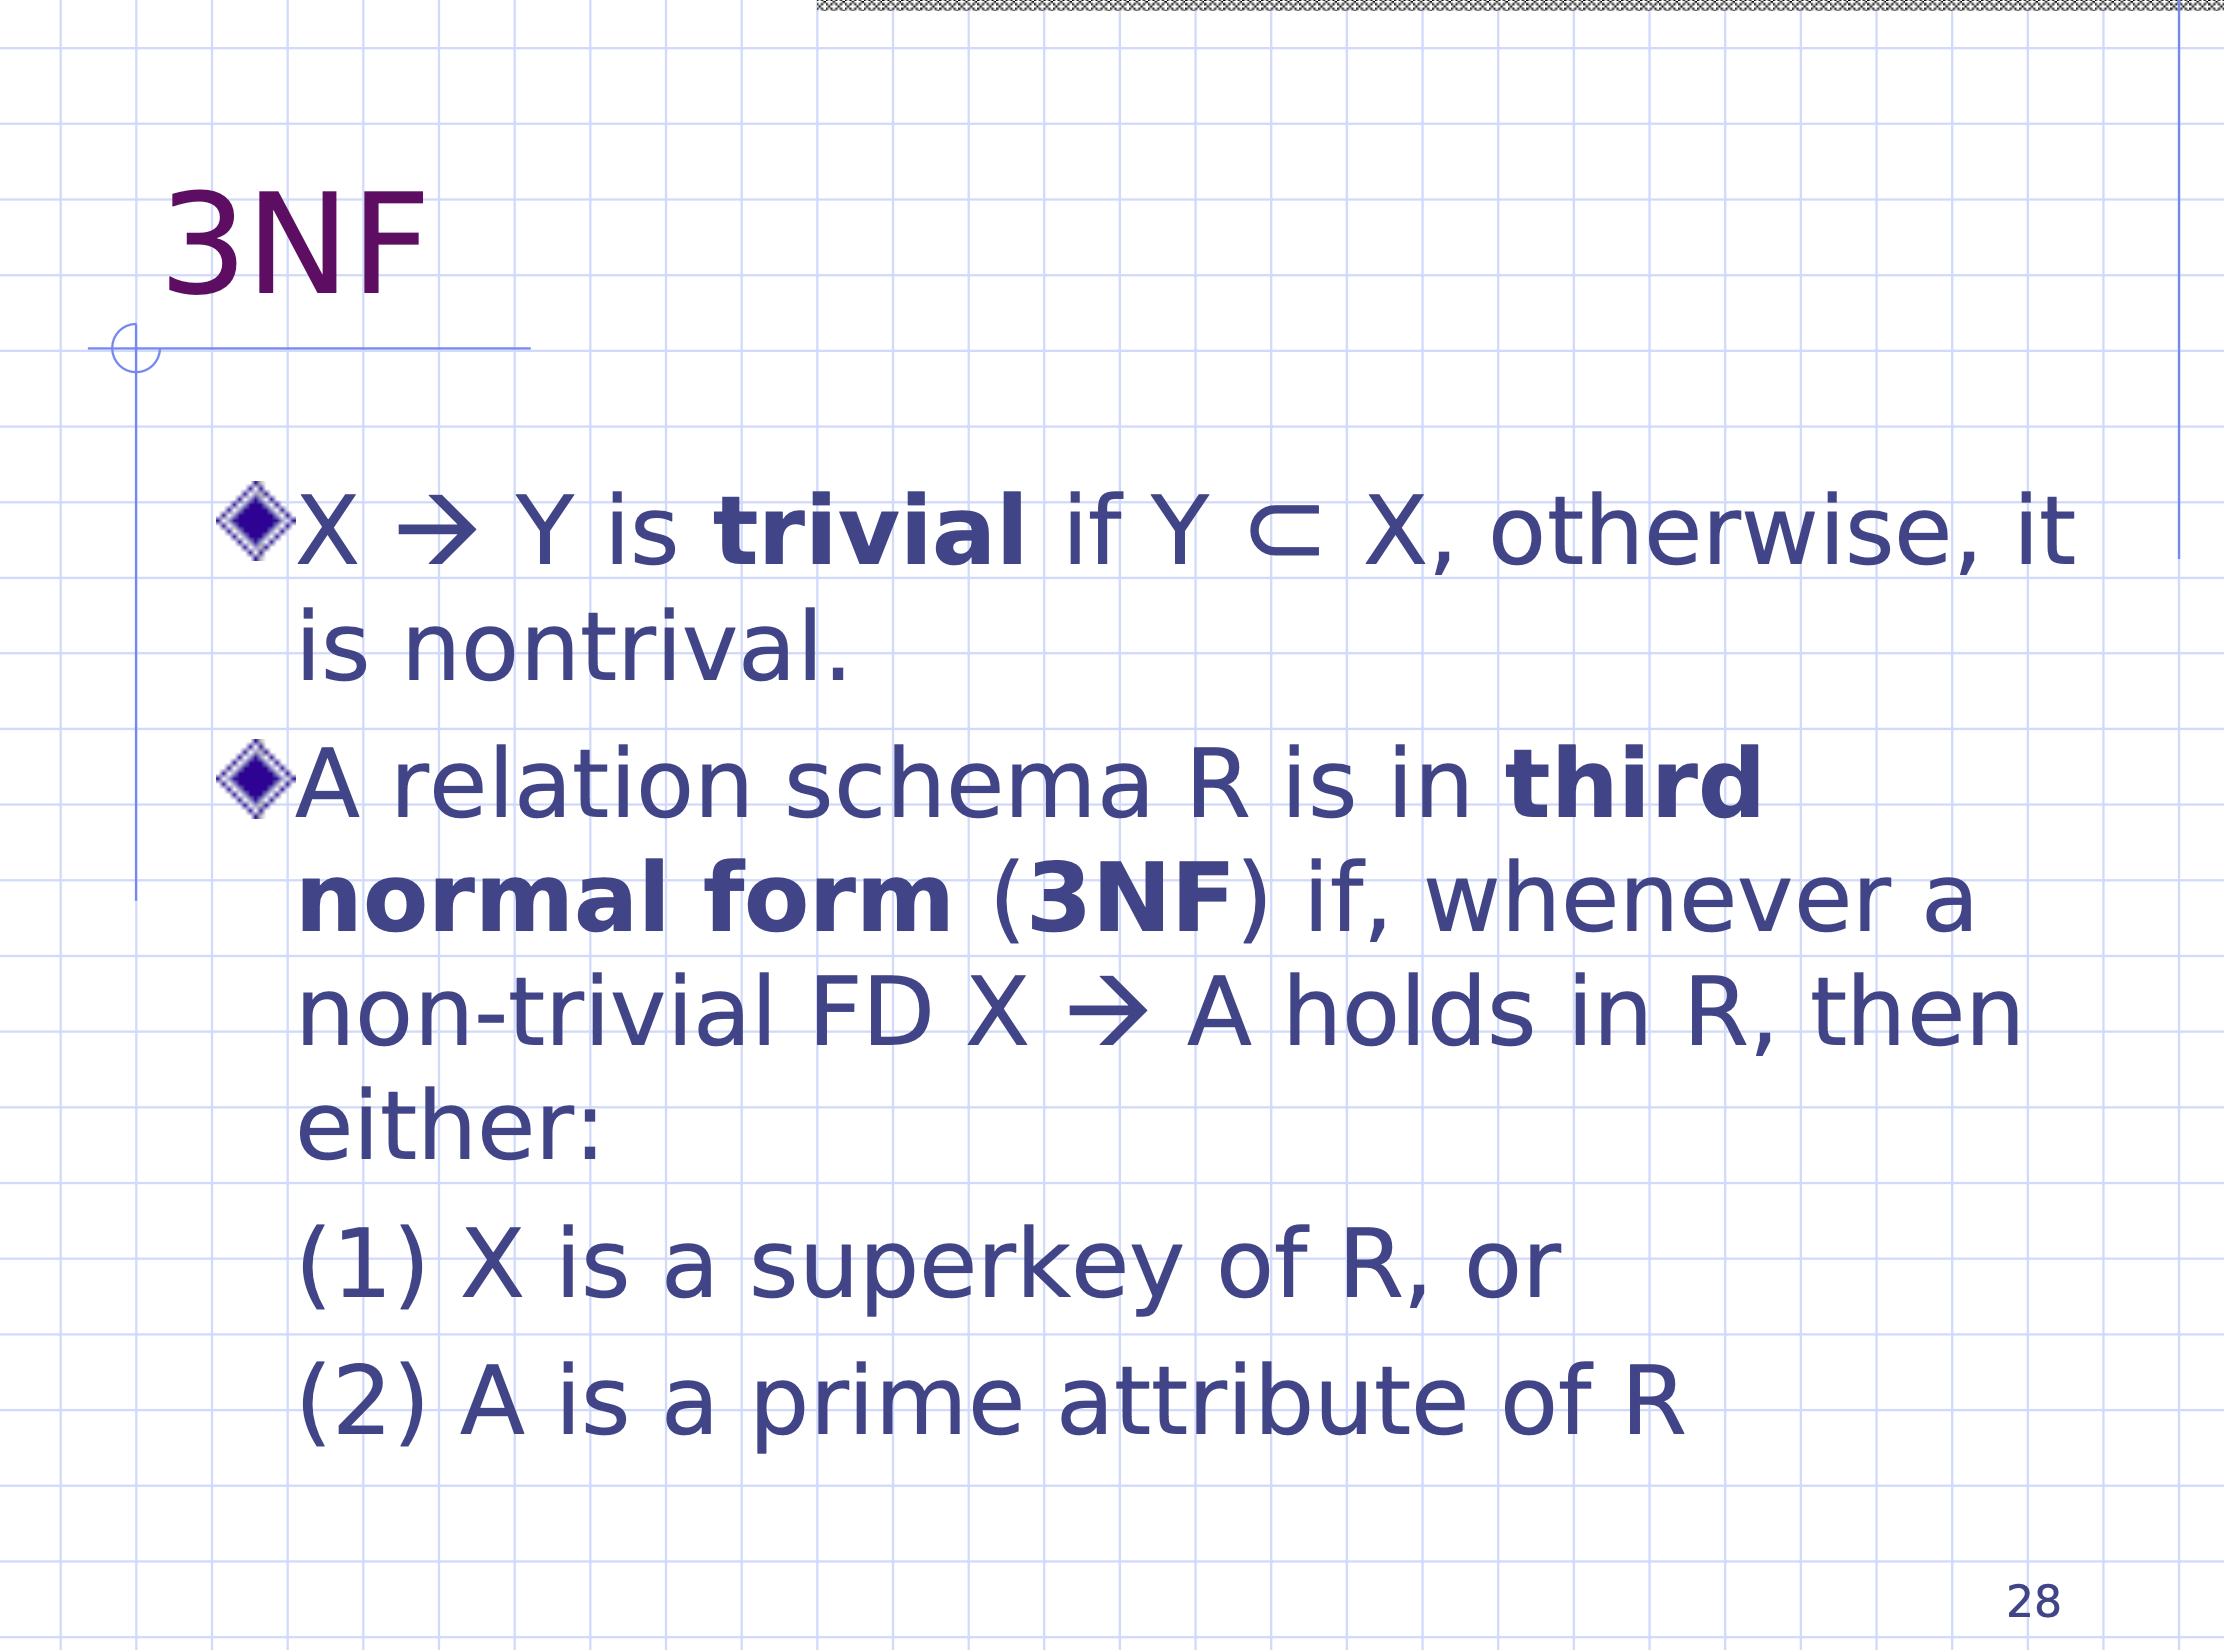 3NF
X → Y is trivial if Y ⊂ X, otherwise, it
is nontrival.
A relation schema R is in third
normal form (3NF) if, whenever a
non-trivial FD X → A holds in R, then
either:
(1) X is a superkey of R, or
(2) A is a prime attribute of R
28